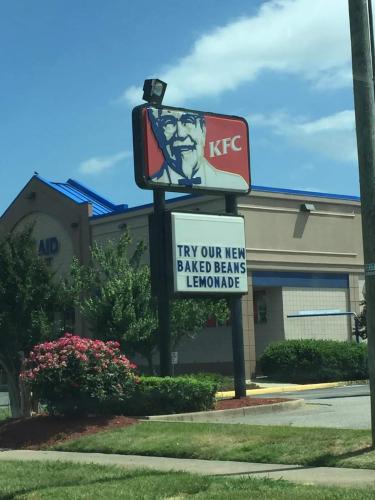 KFC
TRY OUR NEW
BAKED BEANS
LEMONADE
AID